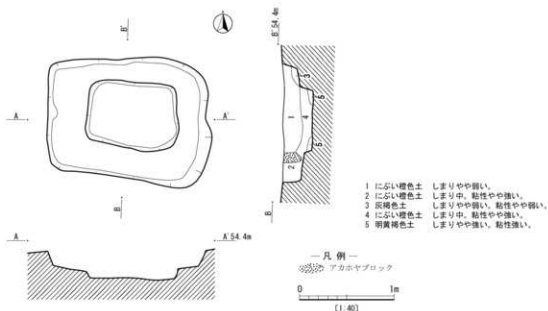 B'
B' 54.4m
A
A'
3
5
1
4
5
2
B
B
1 にぶい橙色土 しまりやや弱い。
2 にぶい橙色土 しまり中。粘性やや強い。
3 灰褐色土 しまりやや弱い。粘性やや弱い。
4 にぶい橙色土 しまり中。粘性やや強い。
5 明黄褐色土 しまりやや強い。粘性強い。
A
A' 54.4m
― 凡 例 ―
アカホヤブロック
0 1m
[1:40]